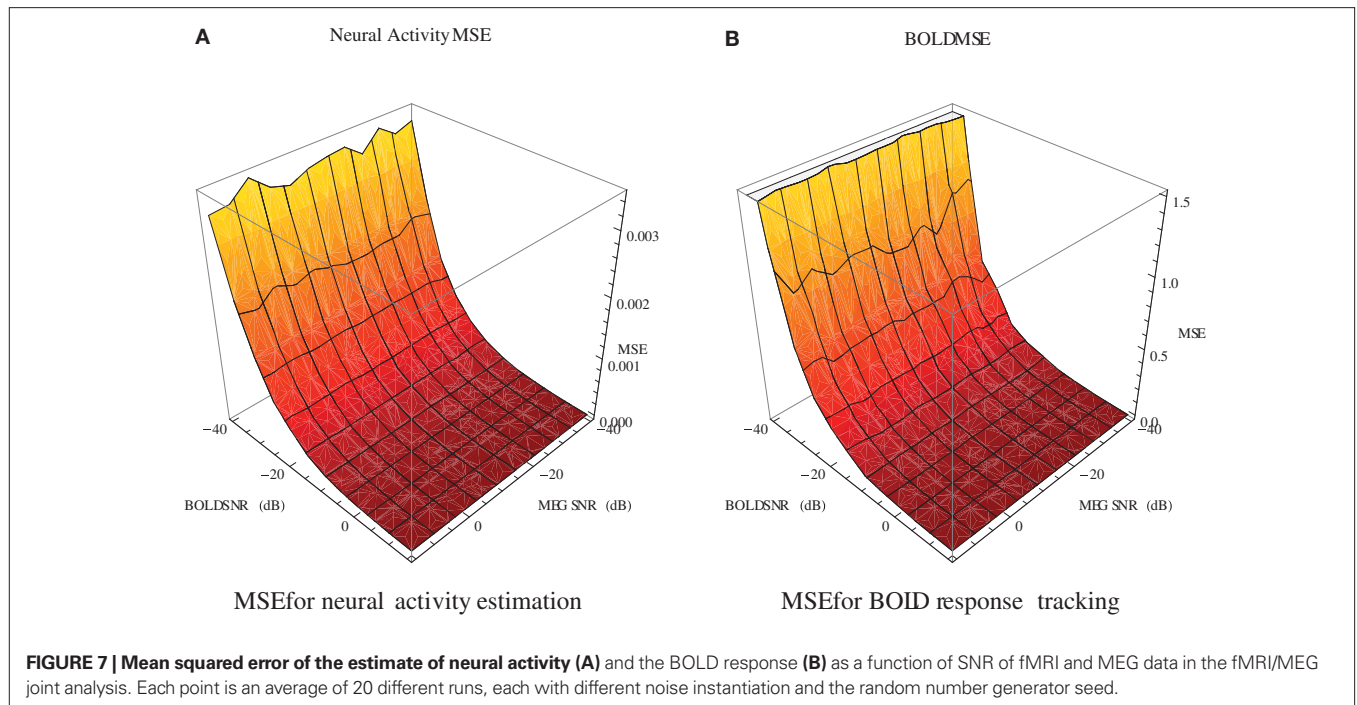 A
Neural Activity MSE
0.003
0.002
MSE
0.001
0.000
−40
−40
−20
−20
BOLDSNR (dB)
MEG SNR (dB)
0
0
MSEfor neural activity estimation
B
BOLDMSE
1.5
1.0
MSE
0.5
0.0
−40
−40
−20
−20
BOLDSNR (dB)
MEG SNR (dB)
0
0
MSEfor BOLD response tracking
FIGURE 7 | Mean squared error of the estimate of neural activity (A) and the BOLD response (B) as a function of SNR of fMRI and MEG data in the fMRI/MEG
joint analysis. Each point is an average of 20 different runs, each with different noise instantiation and the random number generator seed.